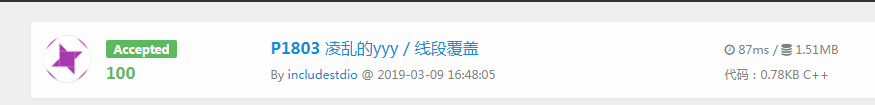 Accepted
100
P1803 凌乱的yyy / 线段覆盖
By includestdio @ 2019-03-09 16:48:05
87ms / 1.51MB
代码：0.78KB C++